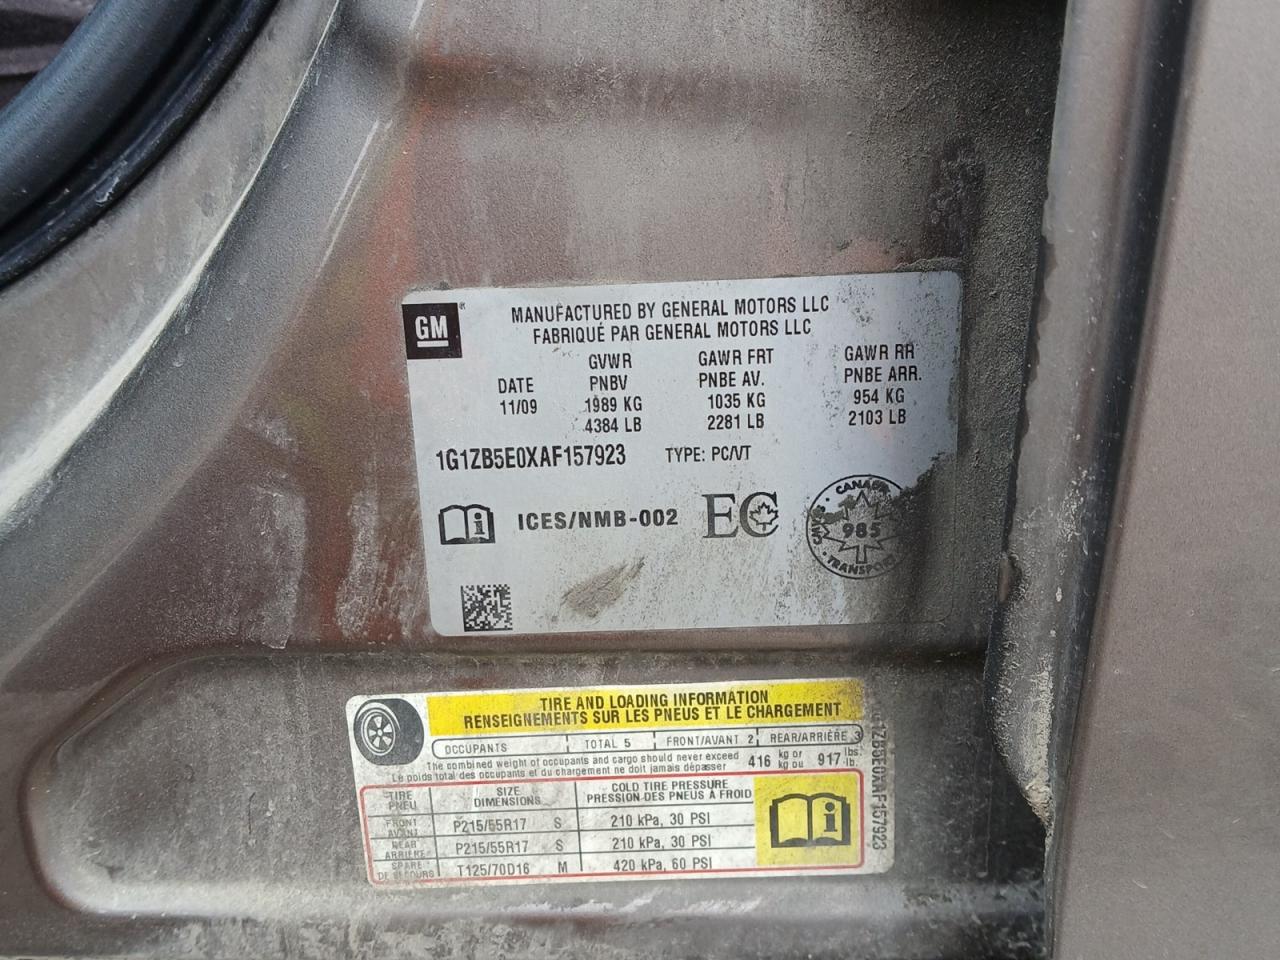 GM
MANUFACTURED BY GENERAL MOTORS LLC
FABRIQUÉ PAR GENERAL MOTORS LLC
DATE GVWR PNBV GAWR FRT PNBE AV. GAWR RR PNBE ARR.
11/09 1989 KG 1035 KG 954 KG
4384 LB 2281 LB 2103 LB
1G1ZB5E0XAF157923 TYPE: PC/VT
i ICES/NMB-002 EC CANADA 985 TRANSPORT
TIRE AND LOADING INFORMATION
RENSEIGNEMENTS SUR LES PNEUS ET LE CHARGEMENT
OCCUPANTS TOTAL 5 FRONT/AVANT 2 REAR/ARRIÈRE 3
The combined weight of occupants and cargo should never exceed 416 kg or 917 lbs.
Le poids total des occupants et du chargement ne doit jamais dépasser kg ou lb.
TIRE PNEU SIZE DIMENSIONS COLD TIRE PRESSURE PRESSION DES PNEUS À FROID
FRONT AVANT P215/55R17 S 210 kPa, 30 PSI
REAR ARRIÈRE P215/55R17 S 210 kPa, 30 PSI
SPARE DE SECOURS T125/70D16 M 420 kPa, 60 PSI
i
1G1ZB5E0XAF157923